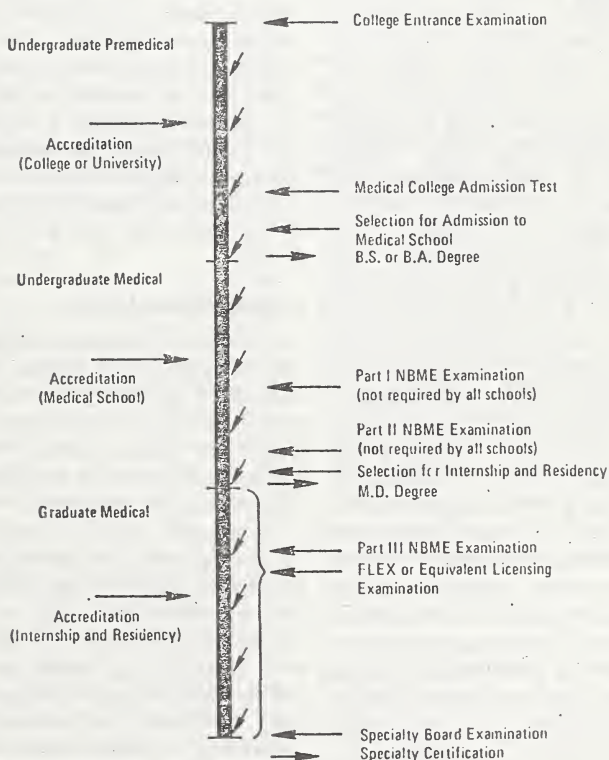 College Entrance Examination
Undergraduate Premedical
Accreditation
(College or University)
Medical College Admission Test
Selection for Admission to
Medical School
B.S. or B.A. Degree
Undergraduate Medical
Accreditation
(Medical School)
Part I NBME Examination
(not required by all schools)
Part II NBME Examination
(not required by all schools)
Selection for Internship and Residency
M.D. Degree
Graduate Medical
Part III NBME Examination
FLEX or Equivalent Licensing
Examination
Accreditation
(Internship and Residency)
Specialty Board Examination
Specialty Certification